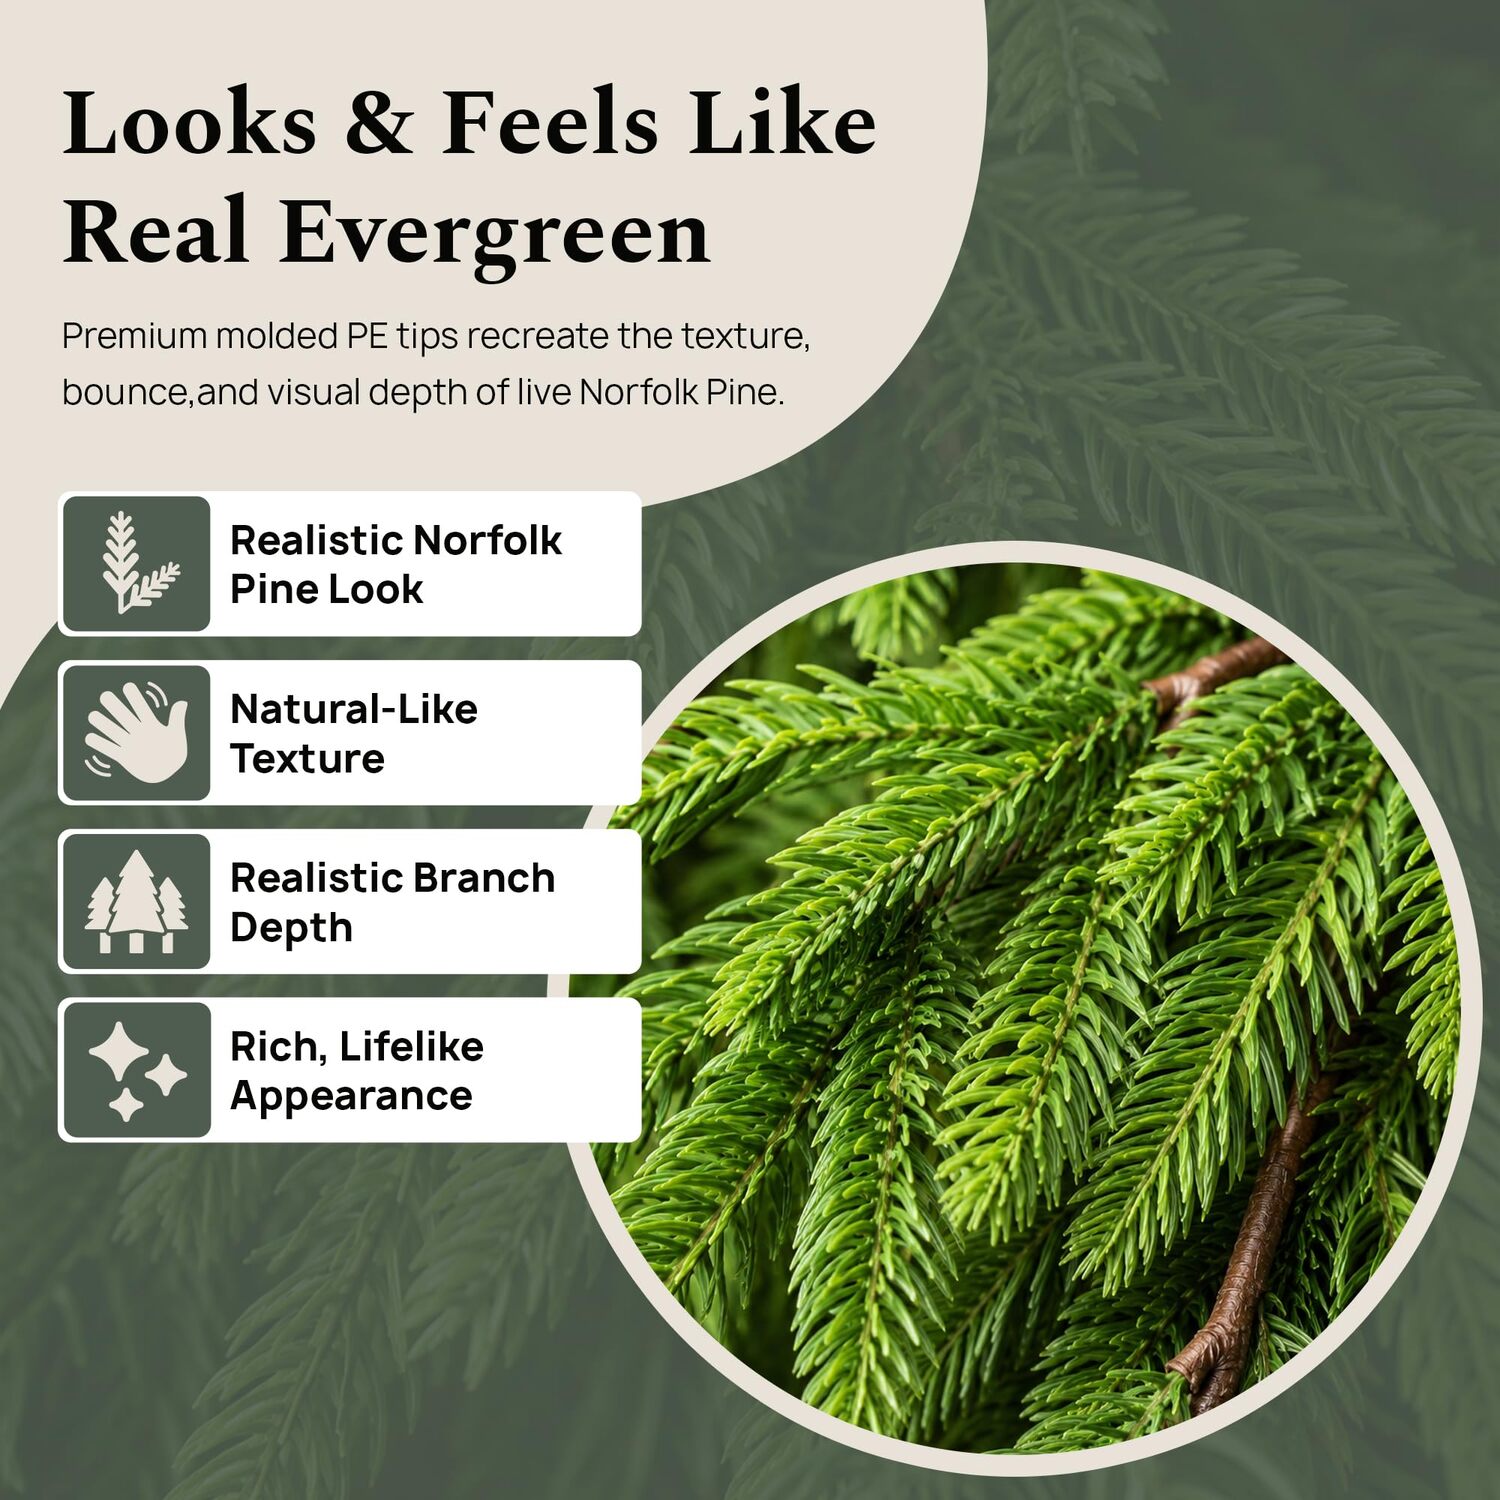 Looks & Feels Like
Real Evergreen
Premium molded PE tips recreate the texture,
bounce,and visual depth of live Norfolk Pine.
Realistic Norfolk
Pine Look
Natural-Like
Texture
Realistic Branch
Depth
Rich, Lifelike
Appearance